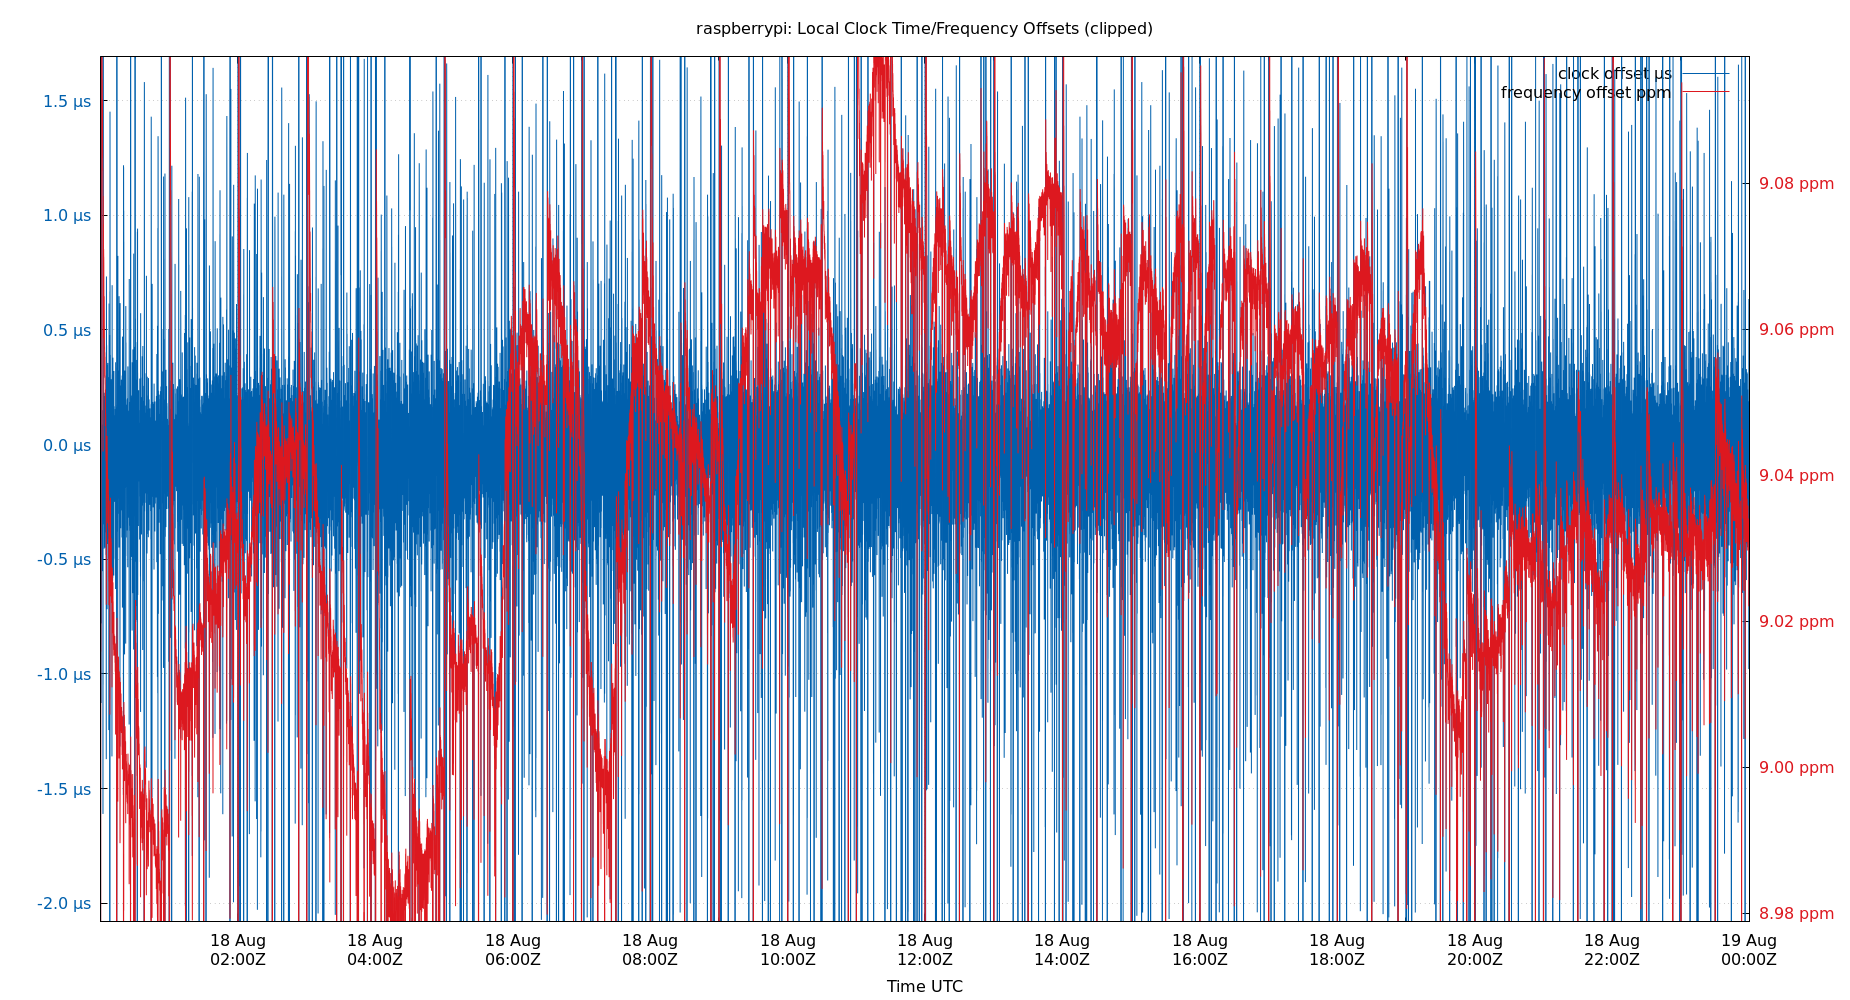 raspberrypi: Local Clock Time/Frequency Offsets (clipped)
clock offset µs
frequency offset ppm
1.5 µs
1.0 µs
0.5 µs
0.0 µs
-0.5 µs
-1.0 µs
-1.5 µs
-2.0 µs
9.08 ppm
9.06 ppm
9.04 ppm
9.02 ppm
9.00 ppm
8.98 ppm
18 Aug 18 Aug 18 Aug 18 Aug 18 Aug 18 Aug 18 Aug 18 Aug 18 Aug 18 Aug 18 Aug 19 Aug
02:00Z 04:00Z 06:00Z 08:00Z 10:00Z 12:00Z 14:00Z 16:00Z 18:00Z 20:00Z 22:00Z 00:00Z
Time UTC